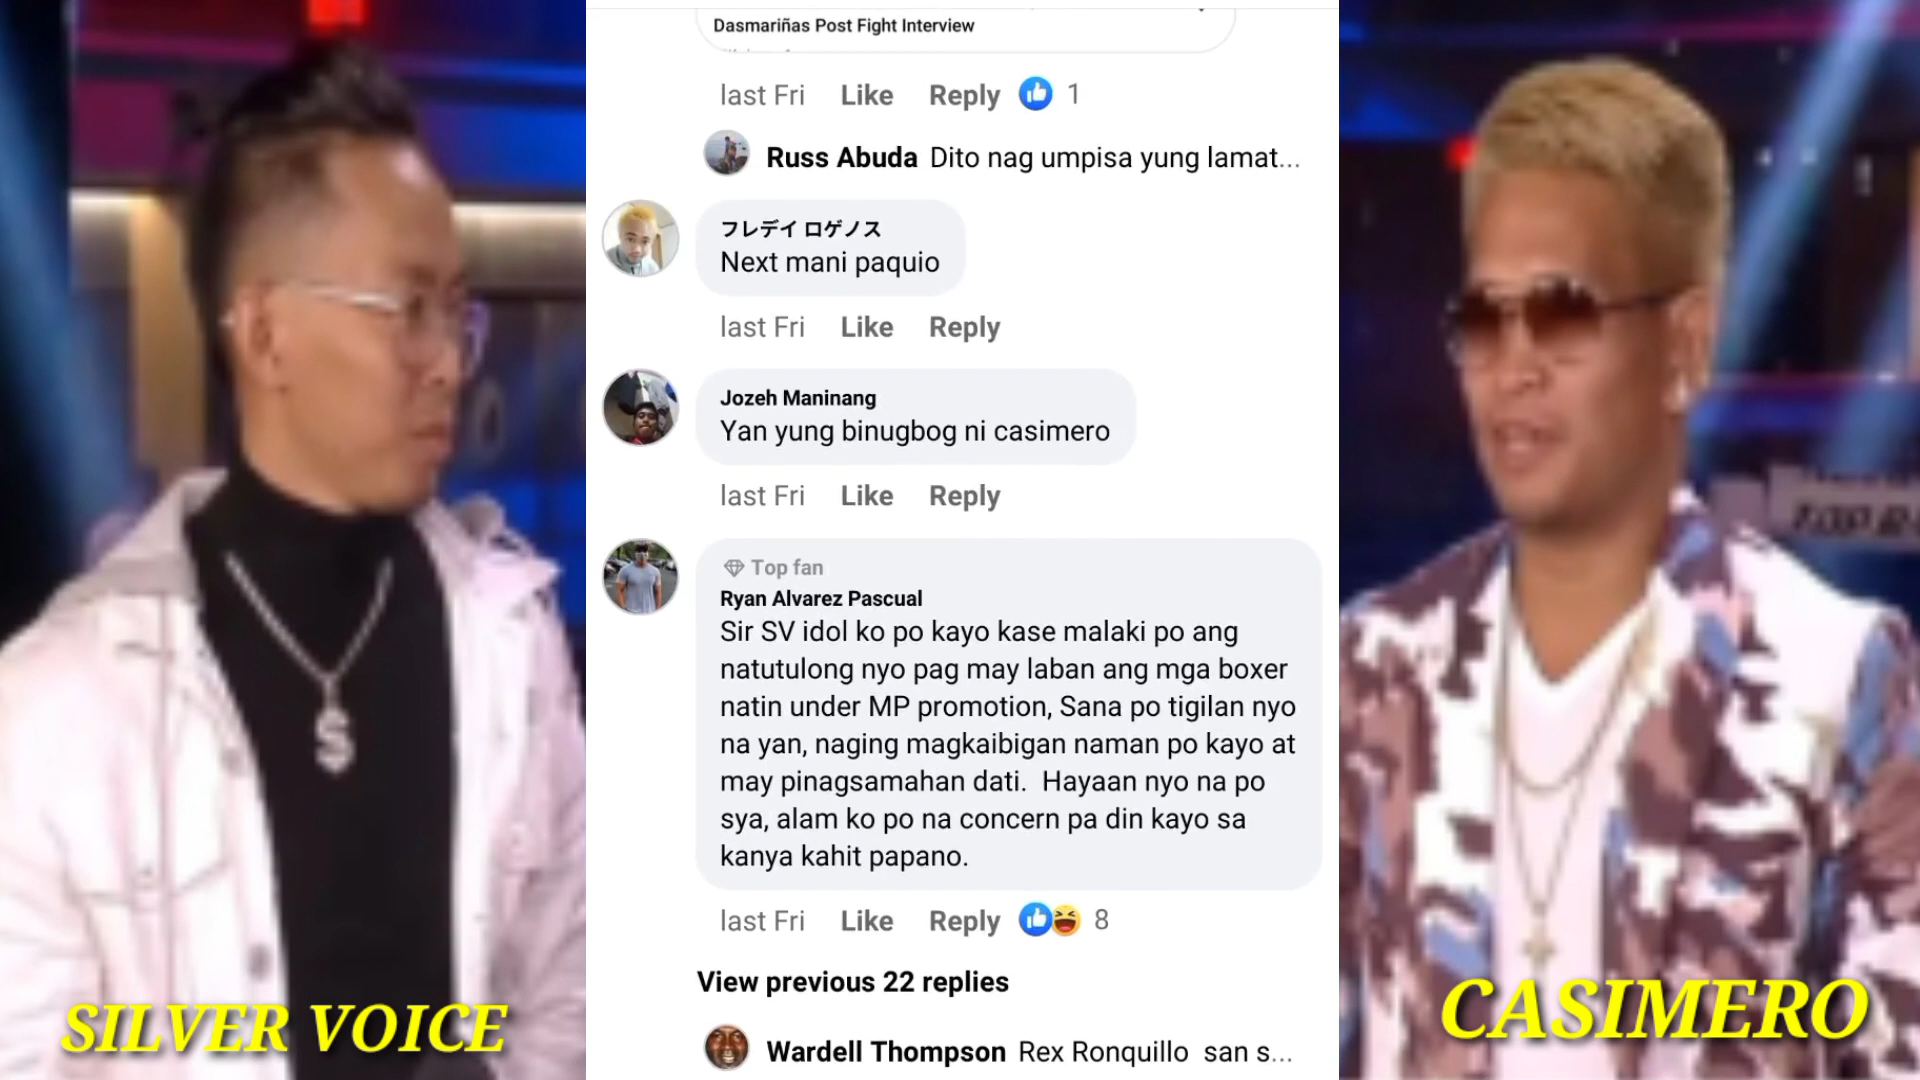 Dasmariñas Post Fight Interview
last Fri Like Reply 1
Russ Abuda Dito nag umpisa yung lamat...
フレデイ ロゲノス
Next mani paquio
last Fri Like Reply
Jozeh Maninang
Yan yung binugbog ni casimero
last Fri Like Reply
Top fan
Ryan Alvarez Pascual
Sir SV idol ko po kayo kase malaki po ang
natutulong nyo pag may laban ang mga boxer
natin under MP promotion, Sana po tigilan nyo
na yan, naging magkaibigan naman po kayo at
may pinagsamahan dati. Hayaan nyo na po
sya, alam ko po na concern pa din kayo sa
kanya kahit papano.
last Fri Like Reply 8
View previous 22 replies
Wardell Thompson Rex Ronquillo san s...
SILVER VOICE
CASIMERO